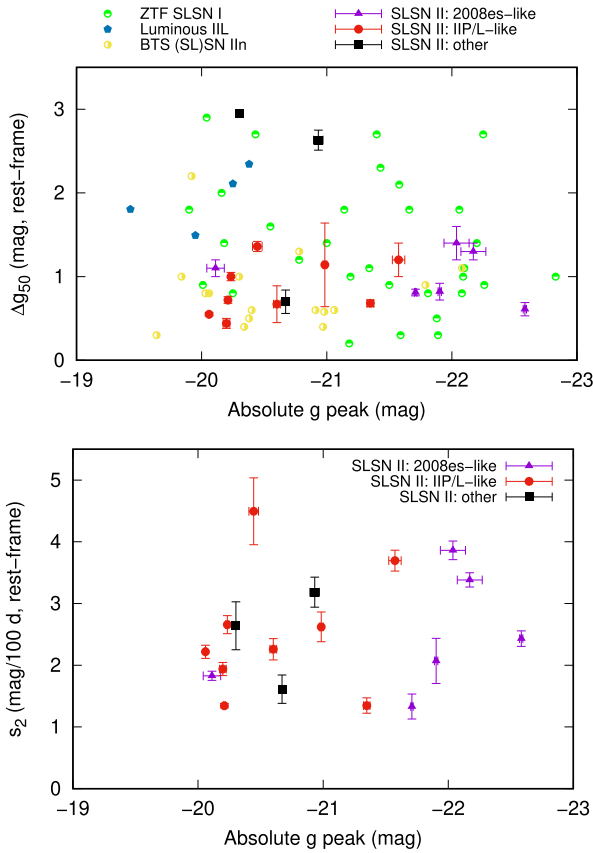 ZTF SLSN I
Luminous IIL
BTS (SL)SN IIn
SLSN II: 2008es-like
SLSN II: IIP/L-like
SLSN II: other
Δg50 (mag, rest-frame)
3
2
1
0
-19
-20
-21
-22
-23
Absolute g peak (mag)
SLSN II: 2008es-like
SLSN II: IIP/L-like
SLSN II: other
s2 (mag/100 d, rest-frame)
5
4
3
2
1
0
-19
-20
-21
-22
-23
Absolute g peak (mag)